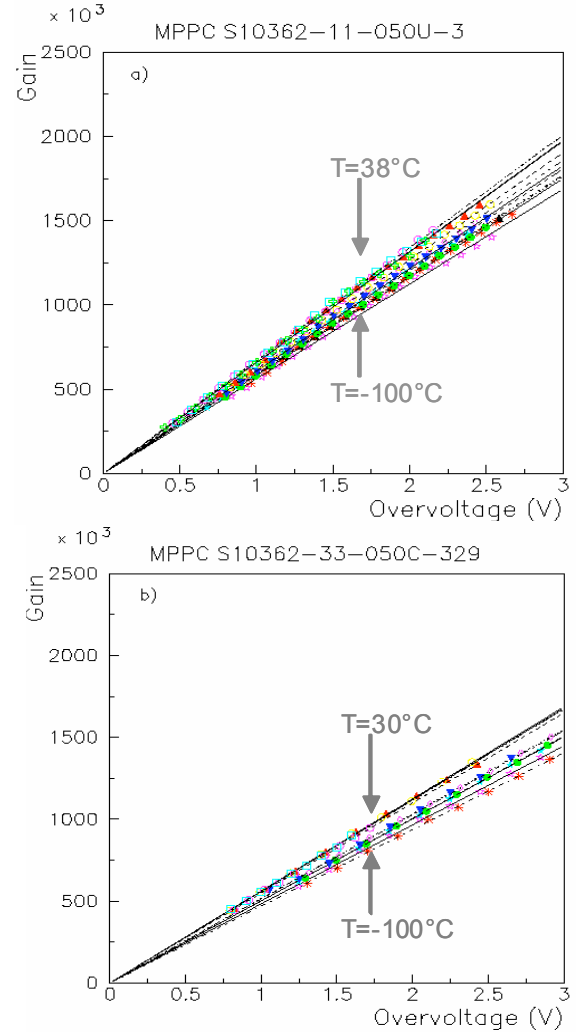 × 10³
MPPC S10362-11-050U-3
Gain
a)
2500
2000
1500
1000
500
0
T=38°C
T=-100°C
0 0.5 1 1.5 2 2.5 3
Overvoltage (V)
× 10³
MPPC S10362-33-050C-329
Gain
b)
2500
2000
1500
1000
500
0
T=30°C
T=-100°C
0 0.5 1 1.5 2 2.5 3
Overvoltage (V)